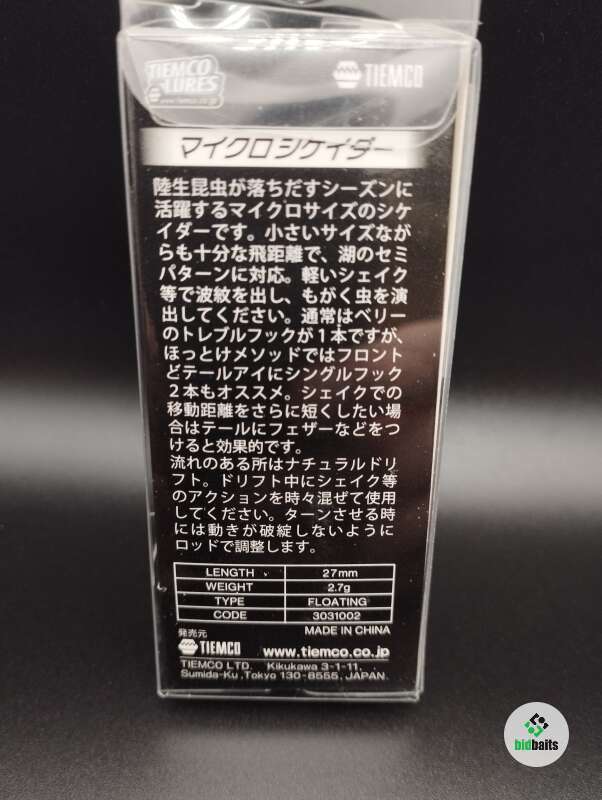 TIEMCO
LURES
www.tiemco.co.jp
TIEMCO
マイクロシケイダー
陸生昆虫が落ちだすシーズンに
活躍するマイクロサイズのシケ
イダーです。小さいサイズなが
らも十分な飛距離で、湖のセミ
パターンに対応。軽いシェイク
等で波紋を出し、もがく虫を演
出してください。通常はベリー
のトレブルフックが1本ですが、
ほっとけメソッドではフロント
とテールアイにシングルフック
2本もオススメ。シェイクでの
移動距離をさらに短くしたい場
合はテールにフェザーなどをつ
けると効果的です。
流れのある所はナチュラルドリ
フト。ドリフト中にシェイク等
のアクションを時々混ぜて使用
してください。ターンさせる時
には動きが破綻しないように
ロッドで調整します。
LENGTH 27mm
WEIGHT 2.7g
TYPE FLOATING
CODE 3031002
発売元 MADE IN CHINA
TIEMCO www.tiemco.co.jp
TIEMCO LTD. Kikukawa 3-1-11,
Sumida-Ku, Tokyo 130-8555, JAPAN.
bidbaits